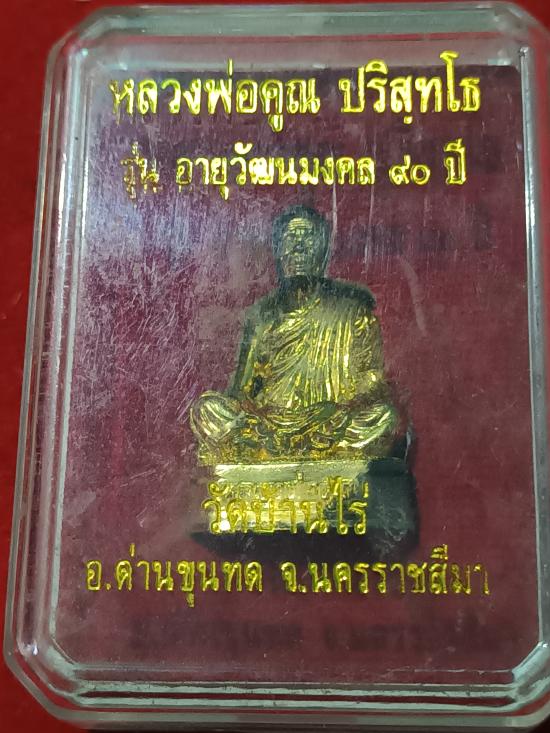 หลวงพ่อคูณ ปริสุทโธ
รุ่น อายุวัฒนมงคล ๙๐ ปี
วัดบ้านไร่
อ.ด่านขุนทด จ.นครราชสีมา